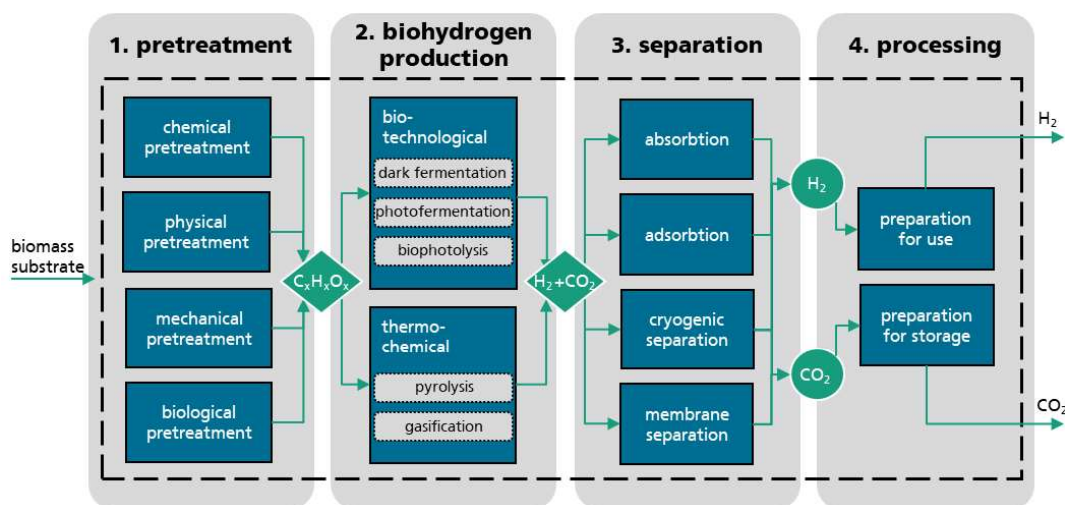 1. pretreatment
2. biohydrogen
production
3. separation
4. processing
biomass
substrate
chemical
pretreatment
physical
pretreatment
mechanical
pretreatment
biological
pretreatment
CₓHₓOₓ
bio-
technological
dark fermentation
photofermentation
biophotolysis
thermo-
chemical
pyrolysis
gasification
H₂+CO₂
absorbtion
adsorbtion
cryogenic
separation
membrane
separation
H₂
CO₂
preparation
for use
preparation
for storage
H₂
CO₂